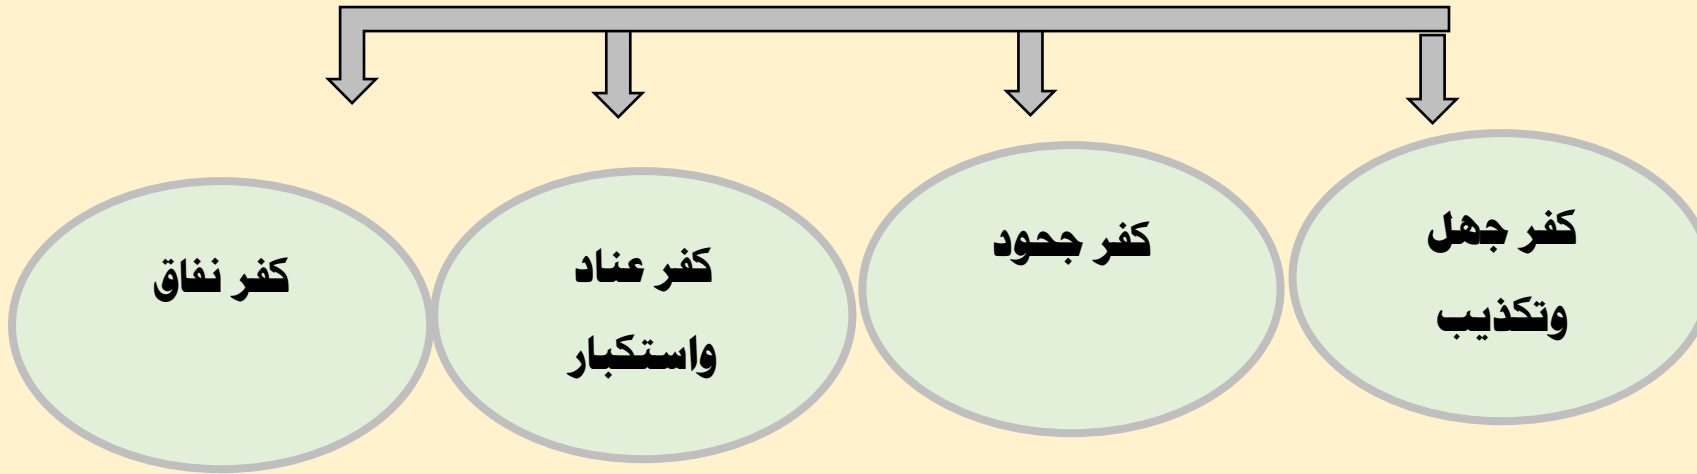 كفر جهل
وتكذيب
كفر جحود
كفر عناد
واستكبار
كفر نفاق